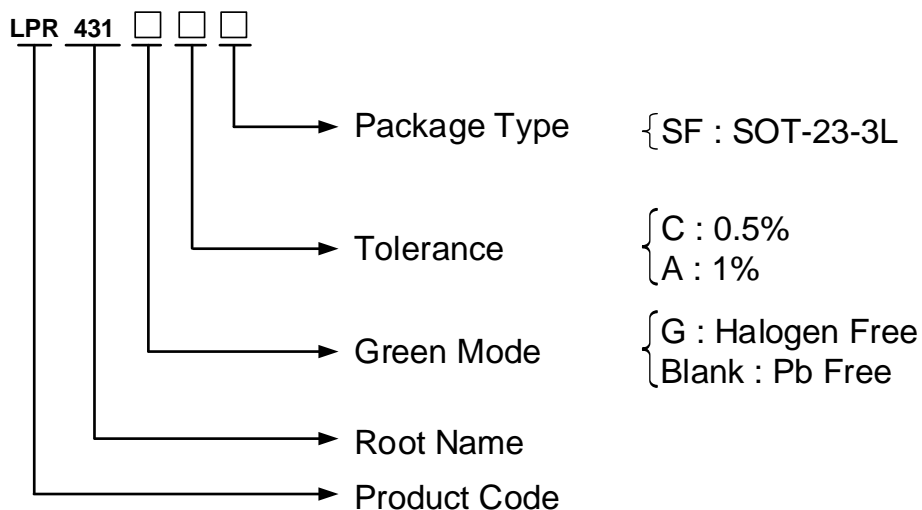 LPR 431 □ □ □
Package Type { SF : SOT-23-3L
Tolerance { C : 0.5%
A : 1%
Green Mode { G : Halogen Free
Blank : Pb Free
Root Name
Product Code